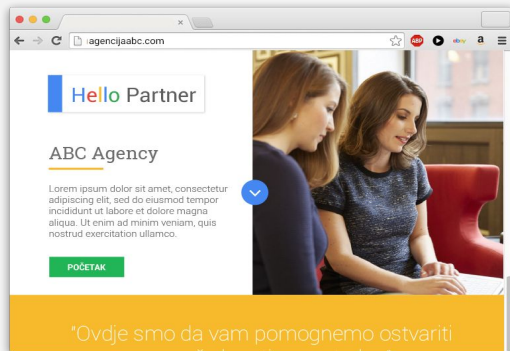 agencijaabc.com
ABP
ebay
a
Hello Partner
ABC Agency
Lorem ipsum dolor sit amet, consectetur
adipiscing elit, sed do eiusmod tempor
incididunt ut labore et dolore magna
aliqua. Ut enim ad minim veniam, quis
nostrud exercitation ullamco.
POČETAK
"Ovdje smo da vam pomognemo ostvariti